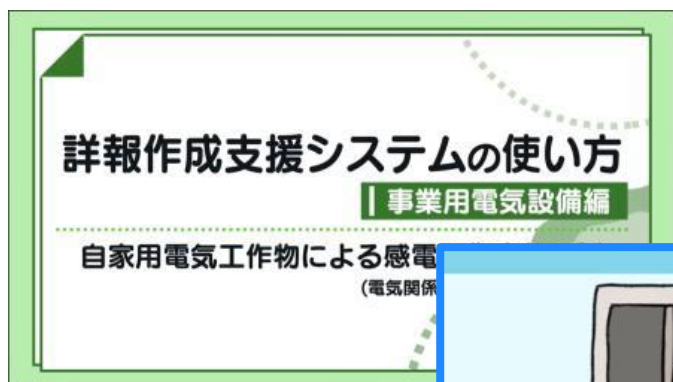 詳報作成支援システムの使い方
事業用電気設備編
自家用電気工作物による感電
(電気関係